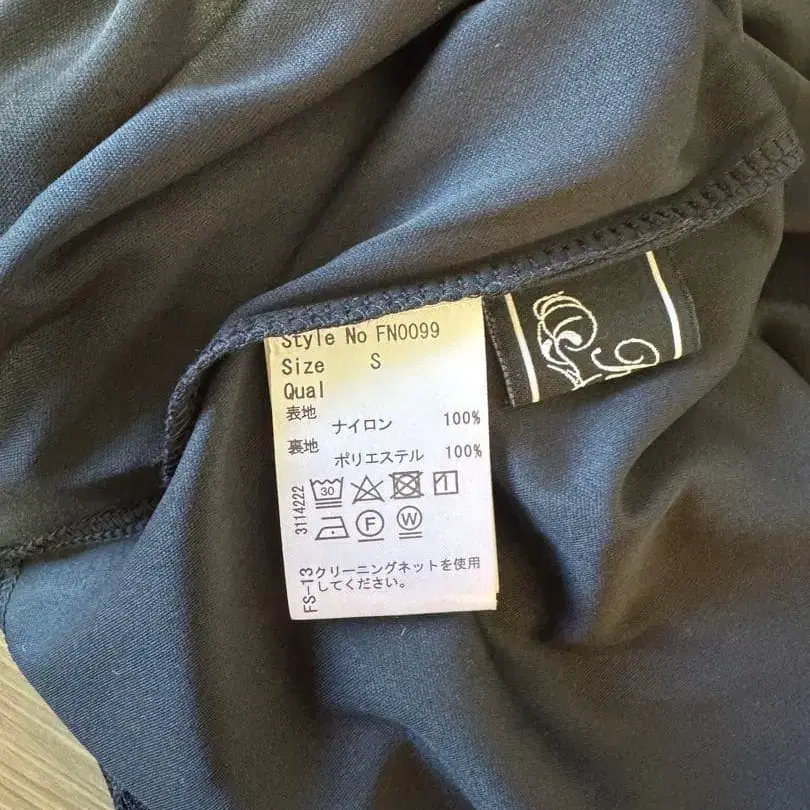 Style No FN0099
Size S
Qual
表地
ナイロン 100%
裏地
ポリエステル 100%
3114222
30
F
W
FS-13
クリーニングネットを使用
してください。